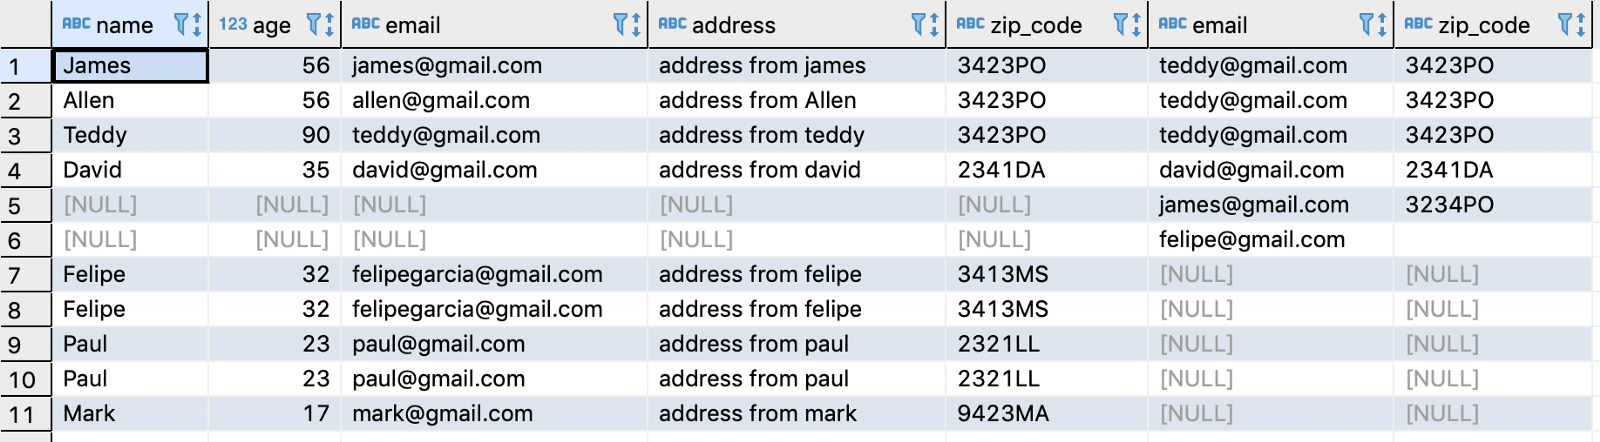 ABC name 123 age ABC email ABC address ABC zip_code ABC email ABC zip_code
1 James 56 james@gmail.com address from james 3423PO teddy@gmail.com 3423PO
2 Allen 56 allen@gmail.com address from Allen 3423PO teddy@gmail.com 3423PO
3 Teddy 90 teddy@gmail.com address from teddy 3423PO teddy@gmail.com 3423PO
4 David 35 david@gmail.com address from david 2341DA david@gmail.com 2341DA
5 [NULL] [NULL] [NULL] [NULL] [NULL] james@gmail.com 3234PO
6 [NULL] [NULL] [NULL] [NULL] [NULL] felipe@gmail.com
7 Felipe 32 felipegarcia@gmail.com address from felipe 3413MS [NULL] [NULL]
8 Felipe 32 felipegarcia@gmail.com address from felipe 3413MS [NULL] [NULL]
9 Paul 23 paul@gmail.com address from paul 2321LL [NULL] [NULL]
10 Paul 23 paul@gmail.com address from paul 2321LL [NULL] [NULL]
11 Mark 17 mark@gmail.com address from mark 9423MA [NULL] [NULL]